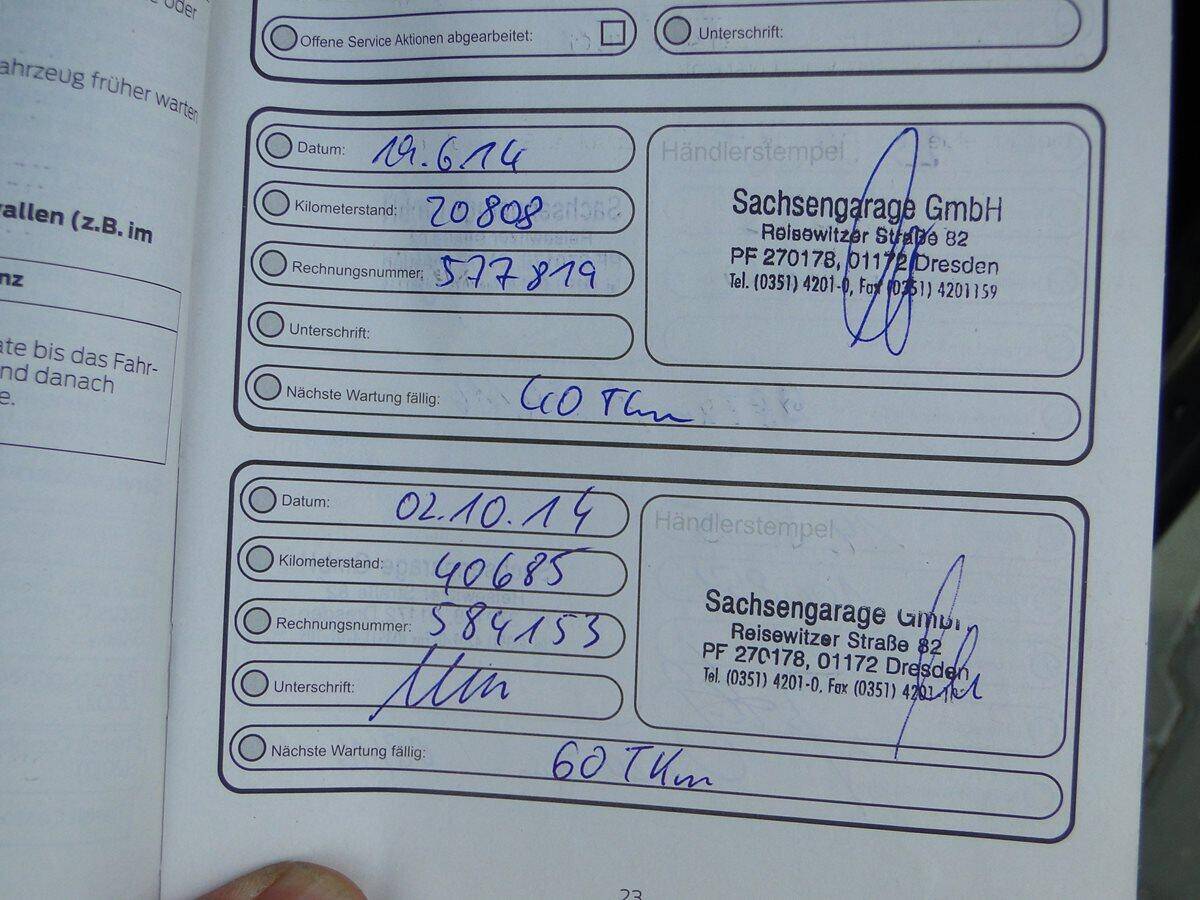 oder
Offene Service Aktionen abgearbeitet:
Unterschrift:
ahrzeug früher warten
allen (z.B. im
nz
ate bis das Fahr-
nd danach
e.
Datum: 19.6.14
Kilometerstand: 20808
Rechnungsnummer: 577819
Unterschrift:
Nächste Wartung fällig: 40 TKm
Händlerstempel
Sachsengarage GmbH
Reisewitzer Straße 82
PF 270178, 01172 Dresden
Tel. (0351) 4201-0, Fax (0351) 4201159
Datum: 02.10.14
Kilometerstand: 40685
Rechnungsnummer: 584153
Unterschrift:
Nächste Wartung fällig: 60 TKm
Händlerstempel
Sachsengarage GmbH
Reisewitzer Straße 82
PF 270178, 01172 Dresden
Tel. (0351) 4201-0, Fax (0351)
23